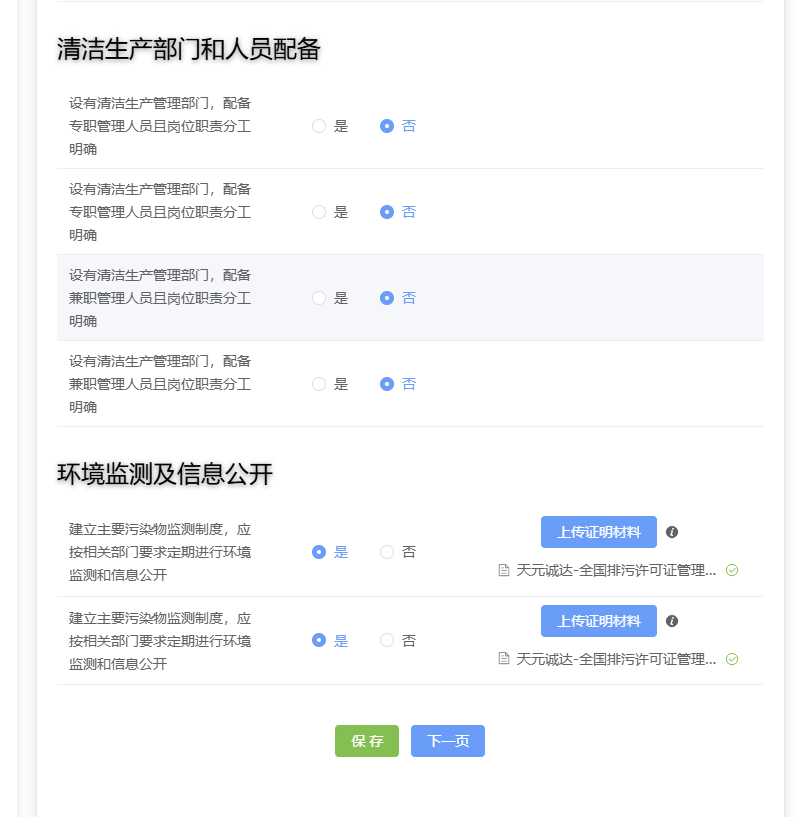 清洁生产部门和人员配备
设有清洁生产管理部门，配备
专职管理人员且岗位职责分工
明确
是 否
设有清洁生产管理部门，配备
专职管理人员且岗位职责分工
明确
是 否
设有清洁生产管理部门，配备
兼职管理人员且岗位职责分工
明确
是 否
设有清洁生产管理部门，配备
兼职管理人员且岗位职责分工
明确
是 否
环境监测及信息公开
建立主要污染物监测制度，应
按相关部门要求定期进行环境
监测和信息公开
是 否
上传证明材料
天元诚达-全国排污许可证管理...
建立主要污染物监测制度，应
按相关部门要求定期进行环境
监测和信息公开
是 否
上传证明材料
天元诚达-全国排污许可证管理...
保存 下一页